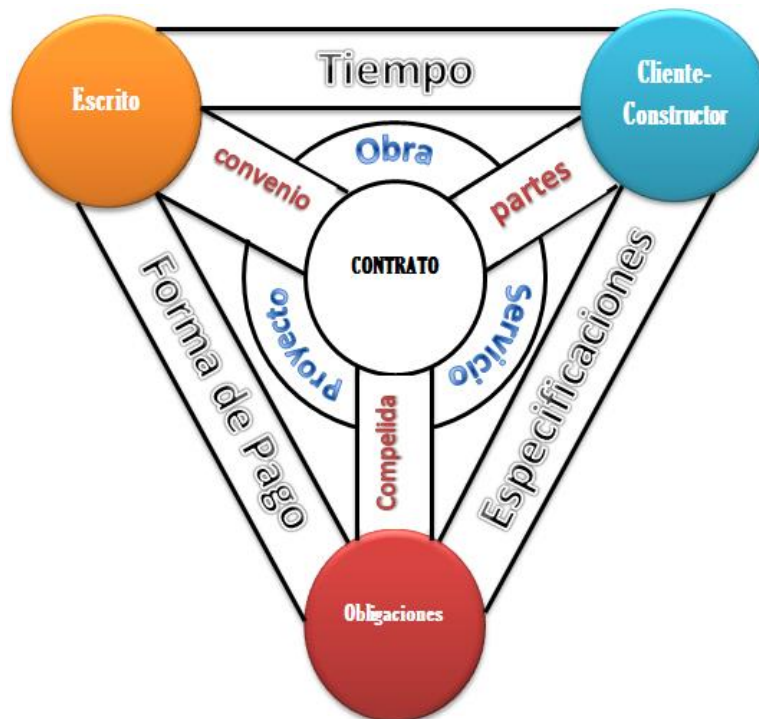 Tiempo
Escrito
Cliente-
Constructor
Obra
convenio
partes
CONTRATO
Forma de Pago
Proyecto
Servicio
Especificaciones
Compelida
Obligaciones